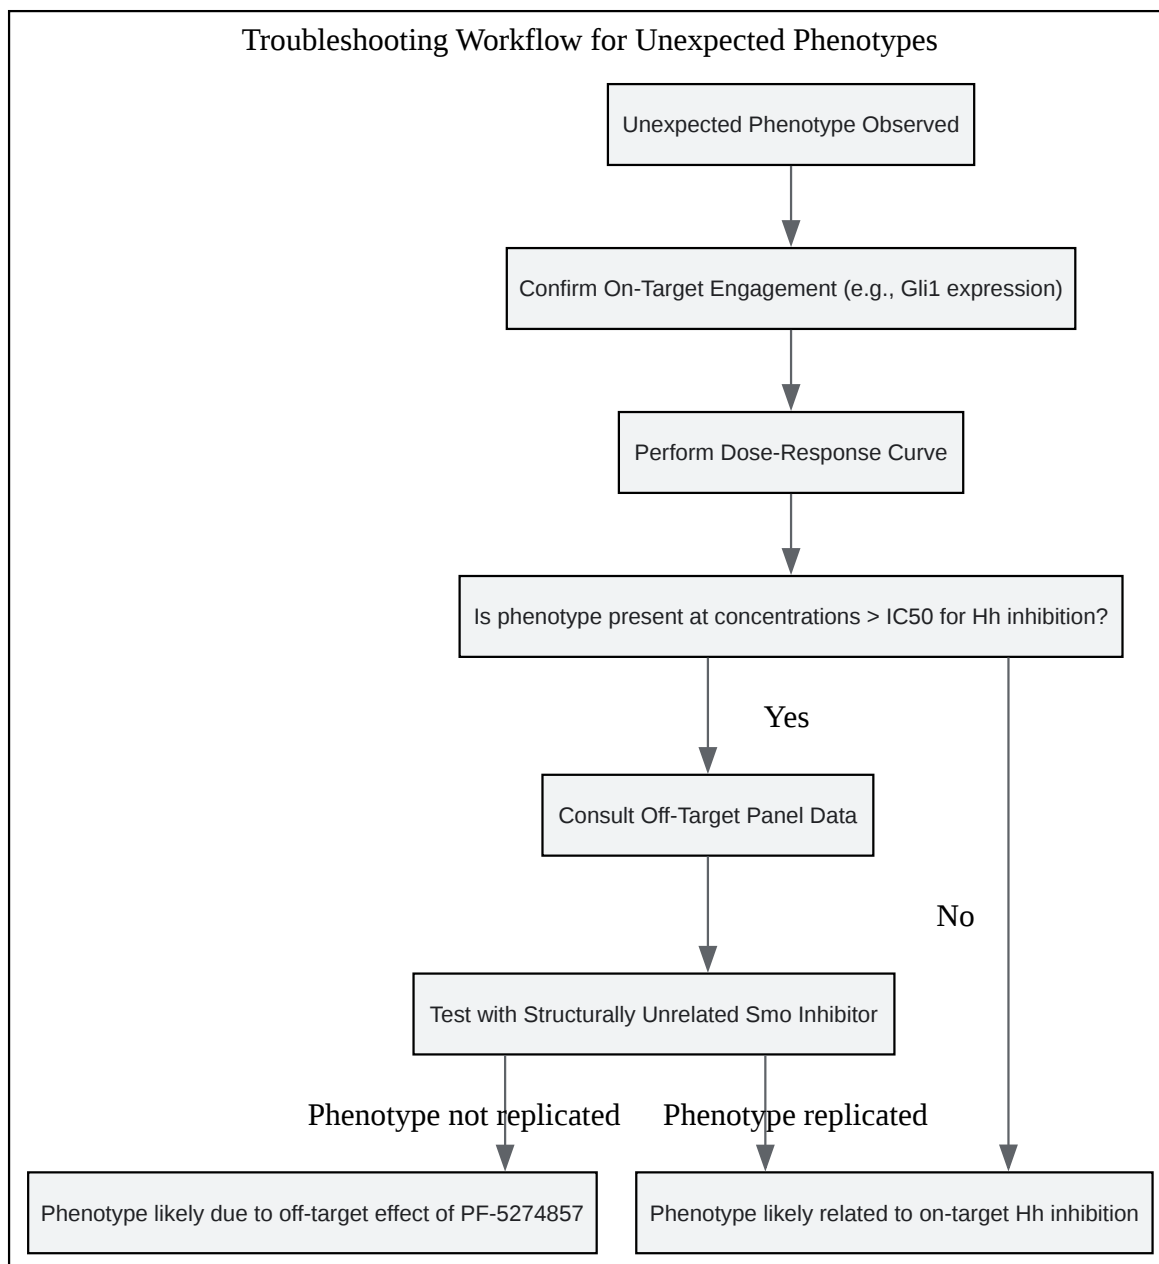 Troubleshooting Workflow for Unexpected Phenotypes
Unexpected Phenotype Observed
Confirm On-Target Engagement (e.g., Gli1 expression)
Perform Dose-Response Curve
Is phenotype present at concentrations > IC50 for Hh inhibition?
Yes
Consult Off-Target Panel Data
No
Test with Structurally Unrelated Smo Inhibitor
Phenotype not replicated
Phenotype replicated
Phenotype likely due to off-target effect of PF-5274857
Phenotype likely related to on-target Hh inhibition